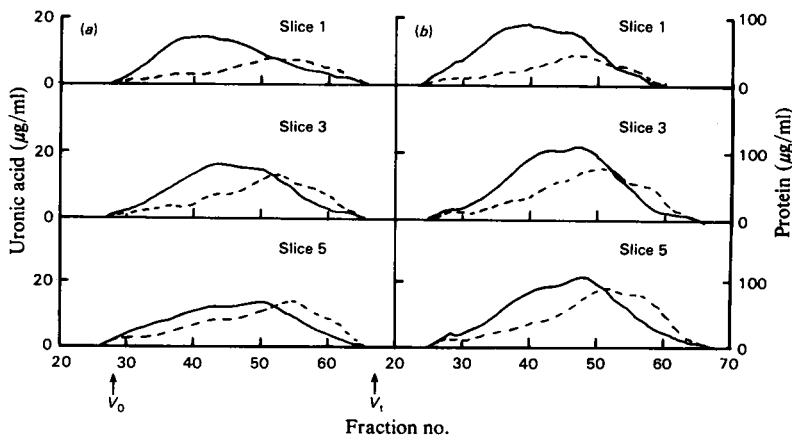 (a) Slice 1 (b) Slice 1
20
0
Slice 3 Slice 3
20
0
Slice 5 Slice 5
20
0
100
0
100
0
100
0
Uronic acid (μg/ml)
Protein (μg/ml)
20 30 40 50 60 20 30 40 50 60 70
V₀ Vₜ
Fraction no.